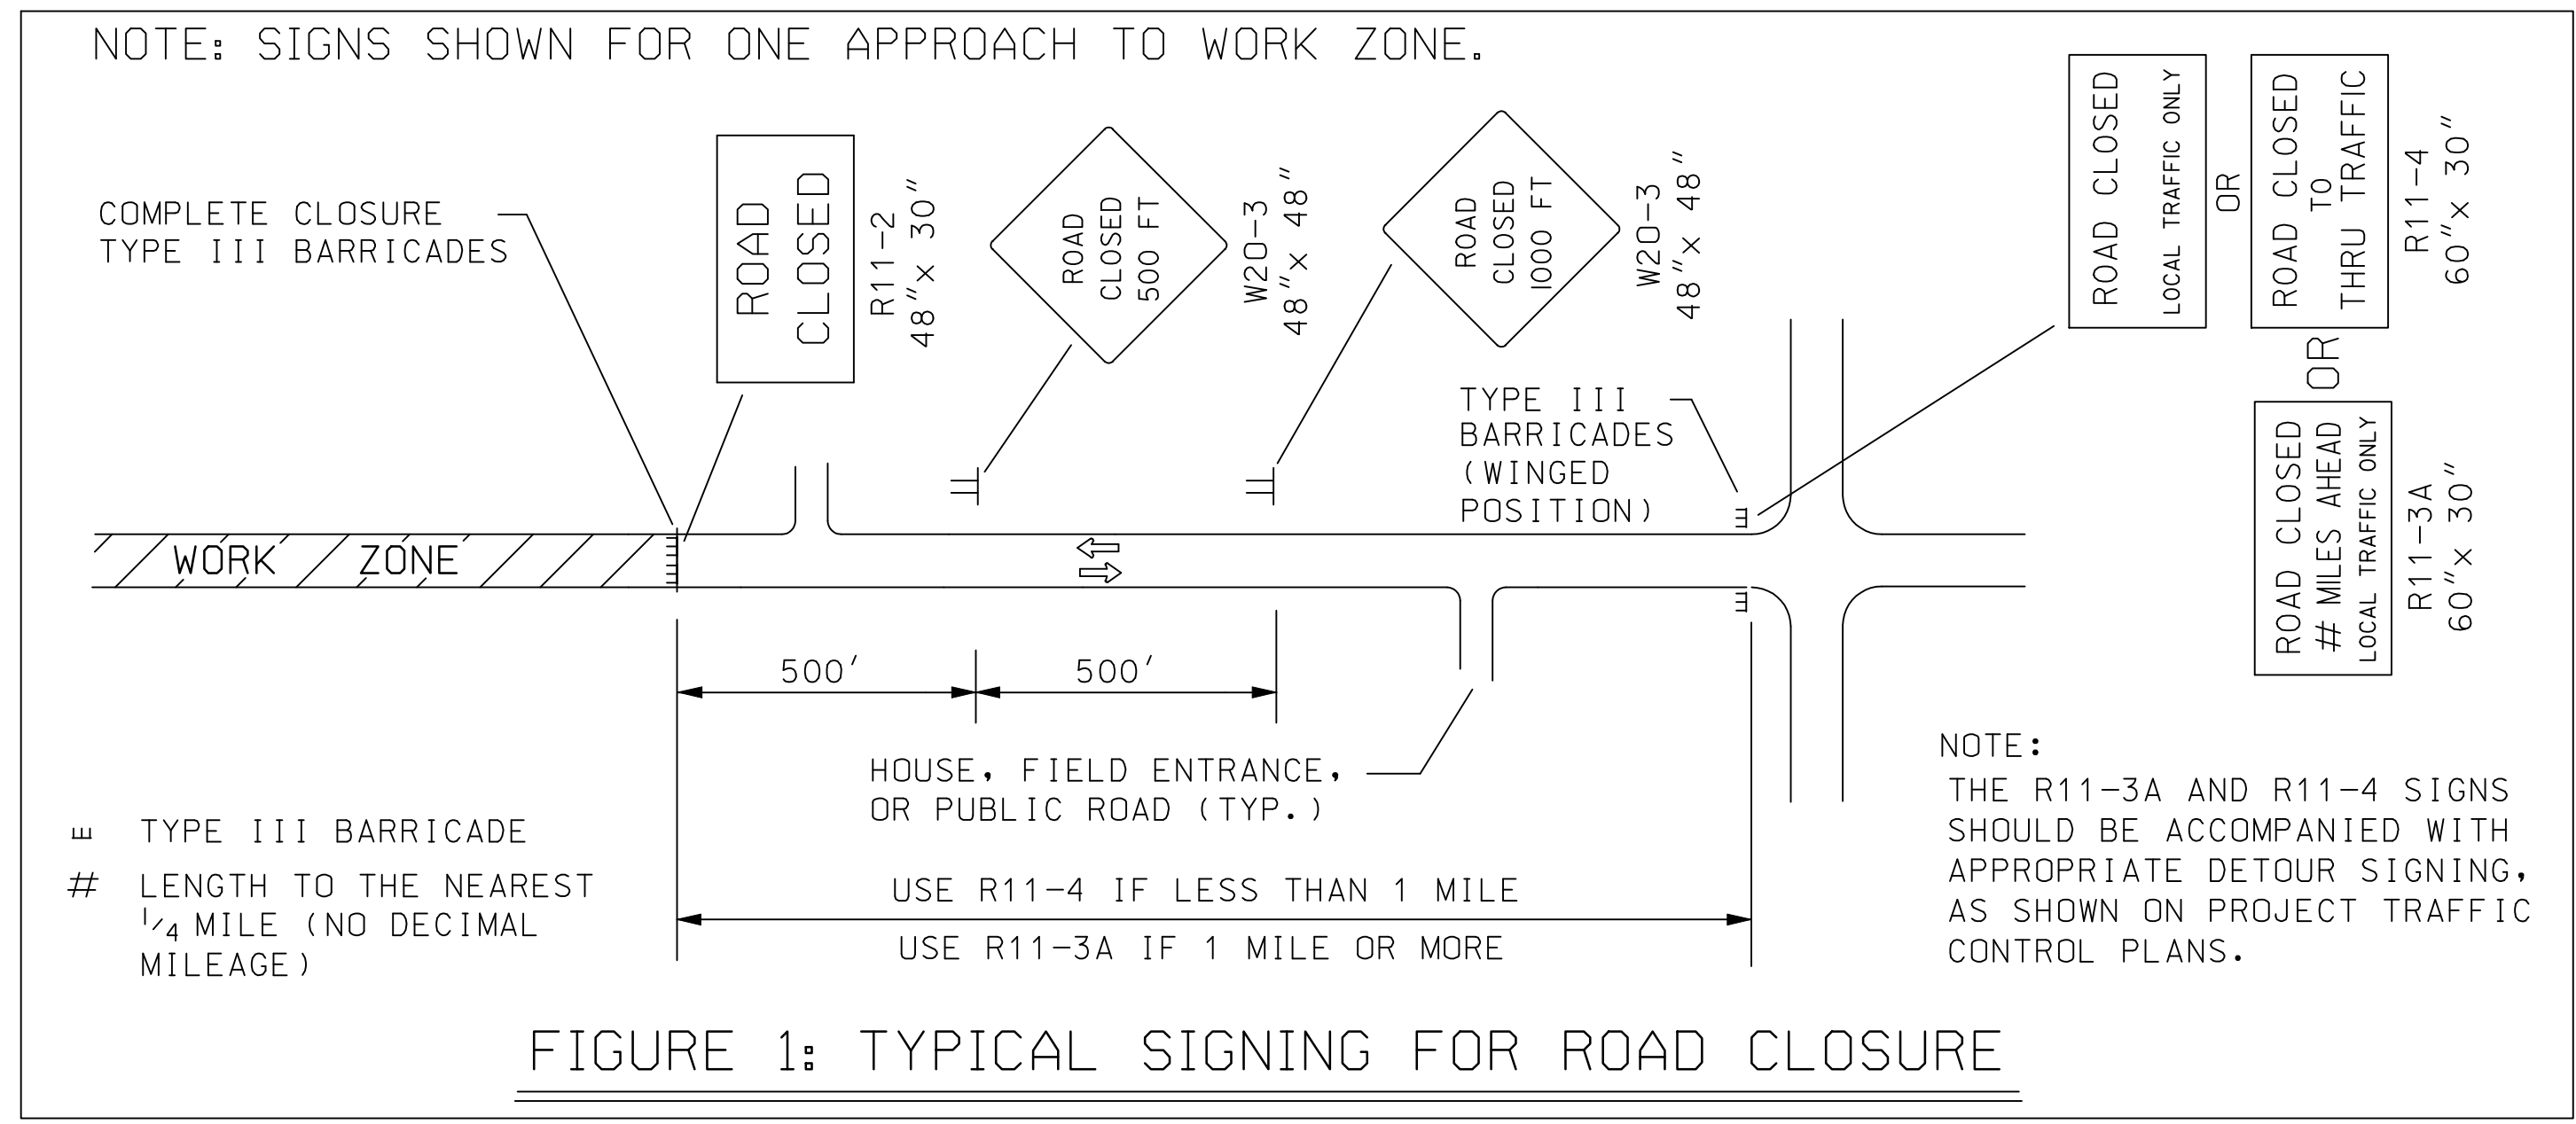 NOTE: SIGNS SHOWN FOR ONE APPROACH TO WORK ZONE.
COMPLETE CLOSURE
TYPE III BARRICADES
ROAD
CLOSED
R11-2
48"x 30"
ROAD
CLOSED
500 FT
W20-3
48"x 48"
ROAD
CLOSED
1000 FT
W20-3
48"x 48"
TYPE III
BARRICADES
(WINGED
POSITION)
ROAD CLOSED
LOCAL TRAFFIC ONLY
OR
ROAD CLOSED
TO
THRU TRAFFIC
R11-4
60"x 30"
OR
ROAD CLOSED
# MILES AHEAD
LOCAL TRAFFIC ONLY
R11-3A
60"x 30"
WORK ZONE
500'
500'
HOUSE, FIELD ENTRANCE,
OR PUBLIC ROAD (TYP.)
USE R11-4 IF LESS THAN 1 MILE
USE R11-3A IF 1 MILE OR MORE
TYPE III BARRICADE
# LENGTH TO THE NEAREST
1/4 MILE (NO DECIMAL
MILEAGE)
NOTE:
THE R11-3A AND R11-4 SIGNS
SHOULD BE ACCOMPANIED WITH
APPROPRIATE DETOUR SIGNING,
AS SHOWN ON PROJECT TRAFFIC
CONTROL PLANS.
FIGURE 1: TYPICAL SIGNING FOR ROAD CLOSURE